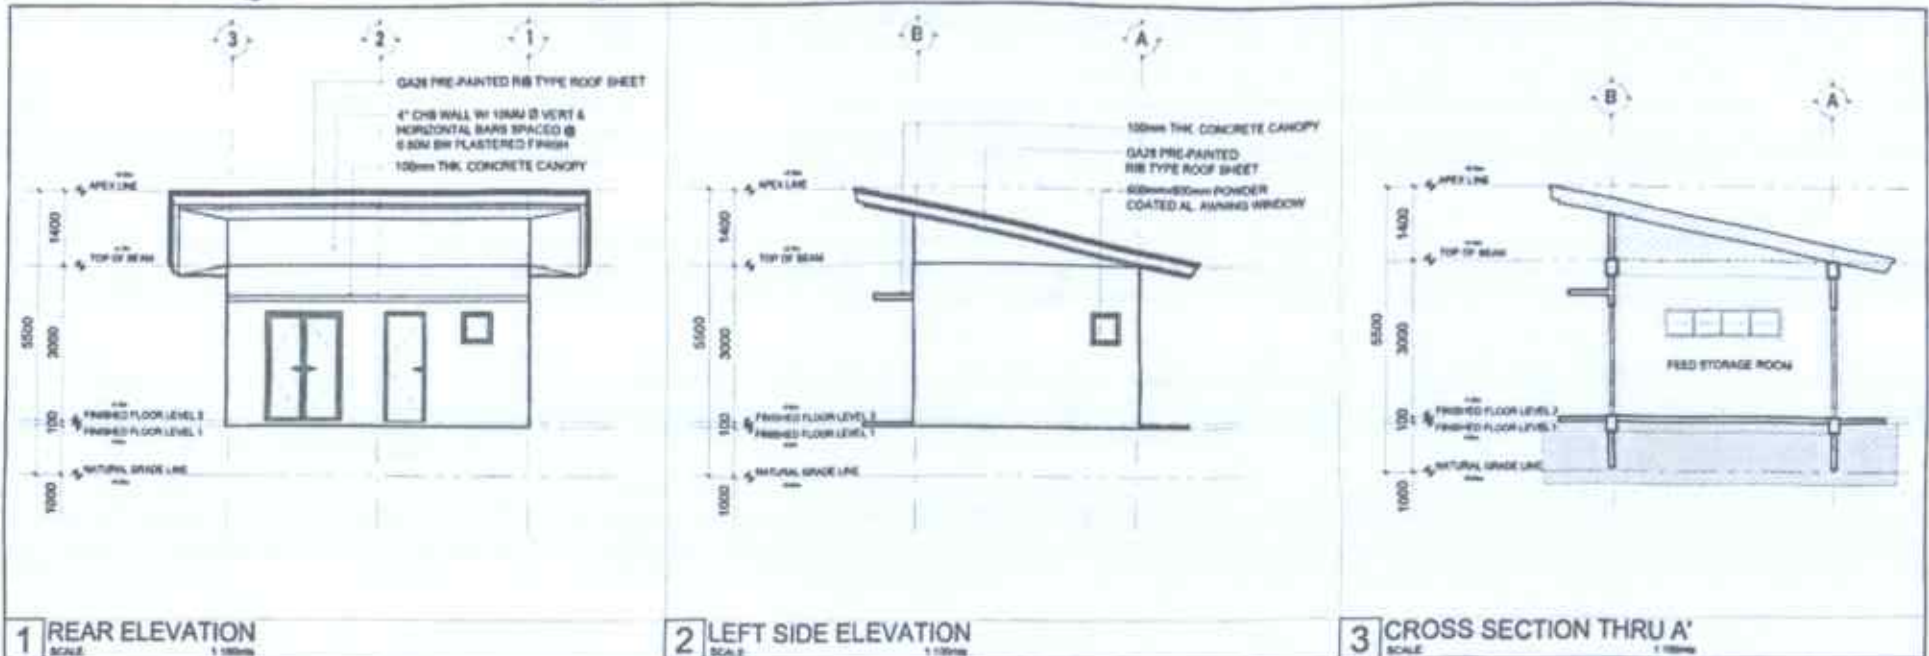 3
2
1
GA26 PRE-PAINTED RIB TYPE ROOF SHEET
4" CHB WALL W/ 10MM Ø VERT &
HORIZONTAL BARS SPACED @
0.60M BW PLASTERED FINISH
100mm THK. CONCRETE CANOPY
APEX LINE
1400
TOP OF BEAM
5500
3000
FINISHED FLOOR LEVEL 2
100
FINISHED FLOOR LEVEL 1
NATURAL GRADE LINE
1000
1 REAR ELEVATION
SCALE
B
A
100mm THK. CONCRETE CANOPY
GA26 PRE-PAINTED
RIB TYPE ROOF SHEET
600mmx600mm POWDER
COATED AL. AWNING WINDOW
APEX LINE
1400
TOP OF BEAM
5500
3000
FINISHED FLOOR LEVEL 2
100
FINISHED FLOOR LEVEL 1
NATURAL GRADE LINE
1000
2 LEFT SIDE ELEVATION
SCALE
B
A
APEX LINE
1400
TOP OF BEAM
5500
3000
FEED STORAGE ROOM
FINISHED FLOOR LEVEL 2
100
FINISHED FLOOR LEVEL 1
NATURAL GRADE LINE
1000
3 CROSS SECTION THRU A'
SCALE